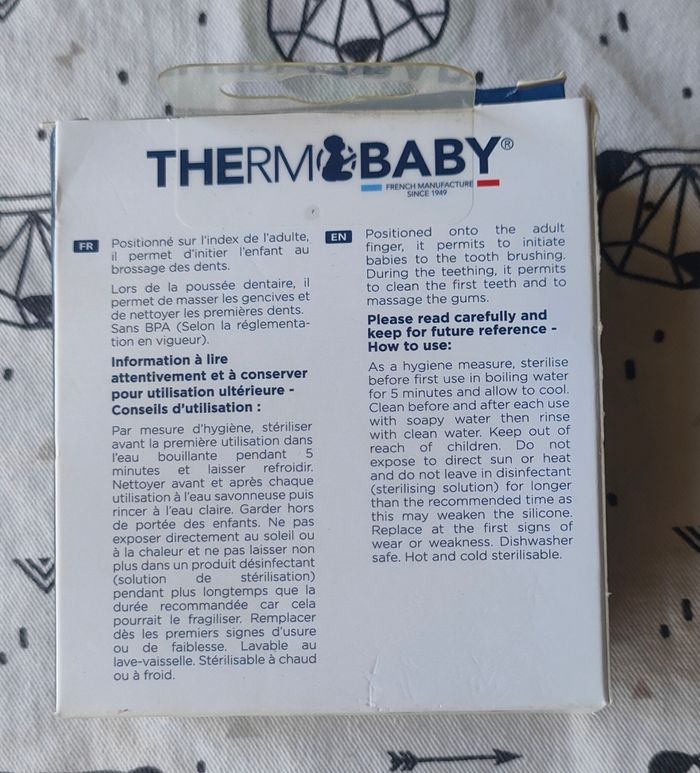 THERMOBABY®
FRENCH MANUFACTURE
SINCE 1949
FR
Positionné sur l'index de l'adulte,
il permet d'initier l'enfant au
brossage des dents.
Lors de la poussée dentaire, il
permet de masser les gencives et
de nettoyer les premières dents.
Sans BPA (Selon la réglementa-
tion en vigueur).
Information à lire
attentivement et à conserver
pour utilisation ultérieure -
Conseils d'utilisation :
Par mesure d'hygiène, stériliser
avant la première utilisation dans
l'eau bouillante pendant 5
minutes et laisser refroidir.
Nettoyer avant et après chaque
utilisation à l'eau savonneuse puis
rincer à l'eau claire. Garder hors
de portée des enfants. Ne pas
exposer directement au soleil ou
à la chaleur et ne pas laisser non
plus dans un produit désinfectant
(solution de stérilisation)
pendant plus longtemps que la
durée recommandée car cela
pourrait le fragiliser. Remplacer
dès les premiers signes d'usure
ou de faiblesse. Lavable au
lave-vaisselle. Stérilisable à chaud
ou à froid.
EN
Positioned onto the adult
finger, it permits to initiate
babies to the tooth brushing.
During the teething, it permits
to clean the first teeth and to
massage the gums.
Please read carefully and
keep for future reference -
How to use:
As a hygiene measure, sterilise
before first use in boiling water
for 5 minutes and allow to cool.
Clean before and after each use
with soapy water then rinse
with clean water. Keep out of
reach of children. Do not
expose to direct sun or heat
and do not leave in disinfectant
(sterilising solution) for longer
than the recommended time as
this may weaken the silicone.
Replace at the first signs of
wear or weakness. Dishwasher
safe. Hot and cold sterilisable.